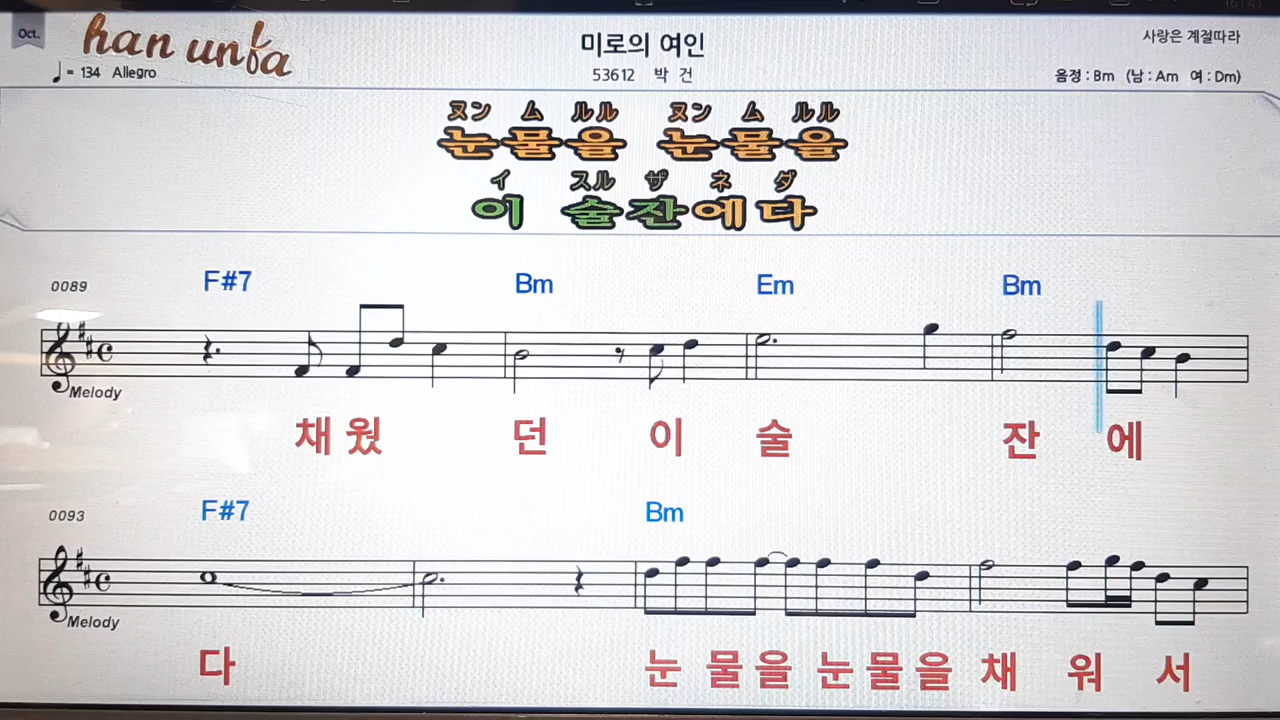 Oct.
han unfa
미로의 여인
사랑은 계절따라
♩ = 134 Allegro
53612 박 건
음정 : Bm (남 : Am 여 : Dm)
ヌン ム ルル ヌン ム ルル
눈물을 눈물을
イ スル ザ ネ ダ
이 술잔에다
0089 F#7 Bm Em Bm
Melody
채 웠 던 이 술 잔 에
0093 F#7 Bm
Melody
다 눈 물 을 눈 물 을 채 워 서